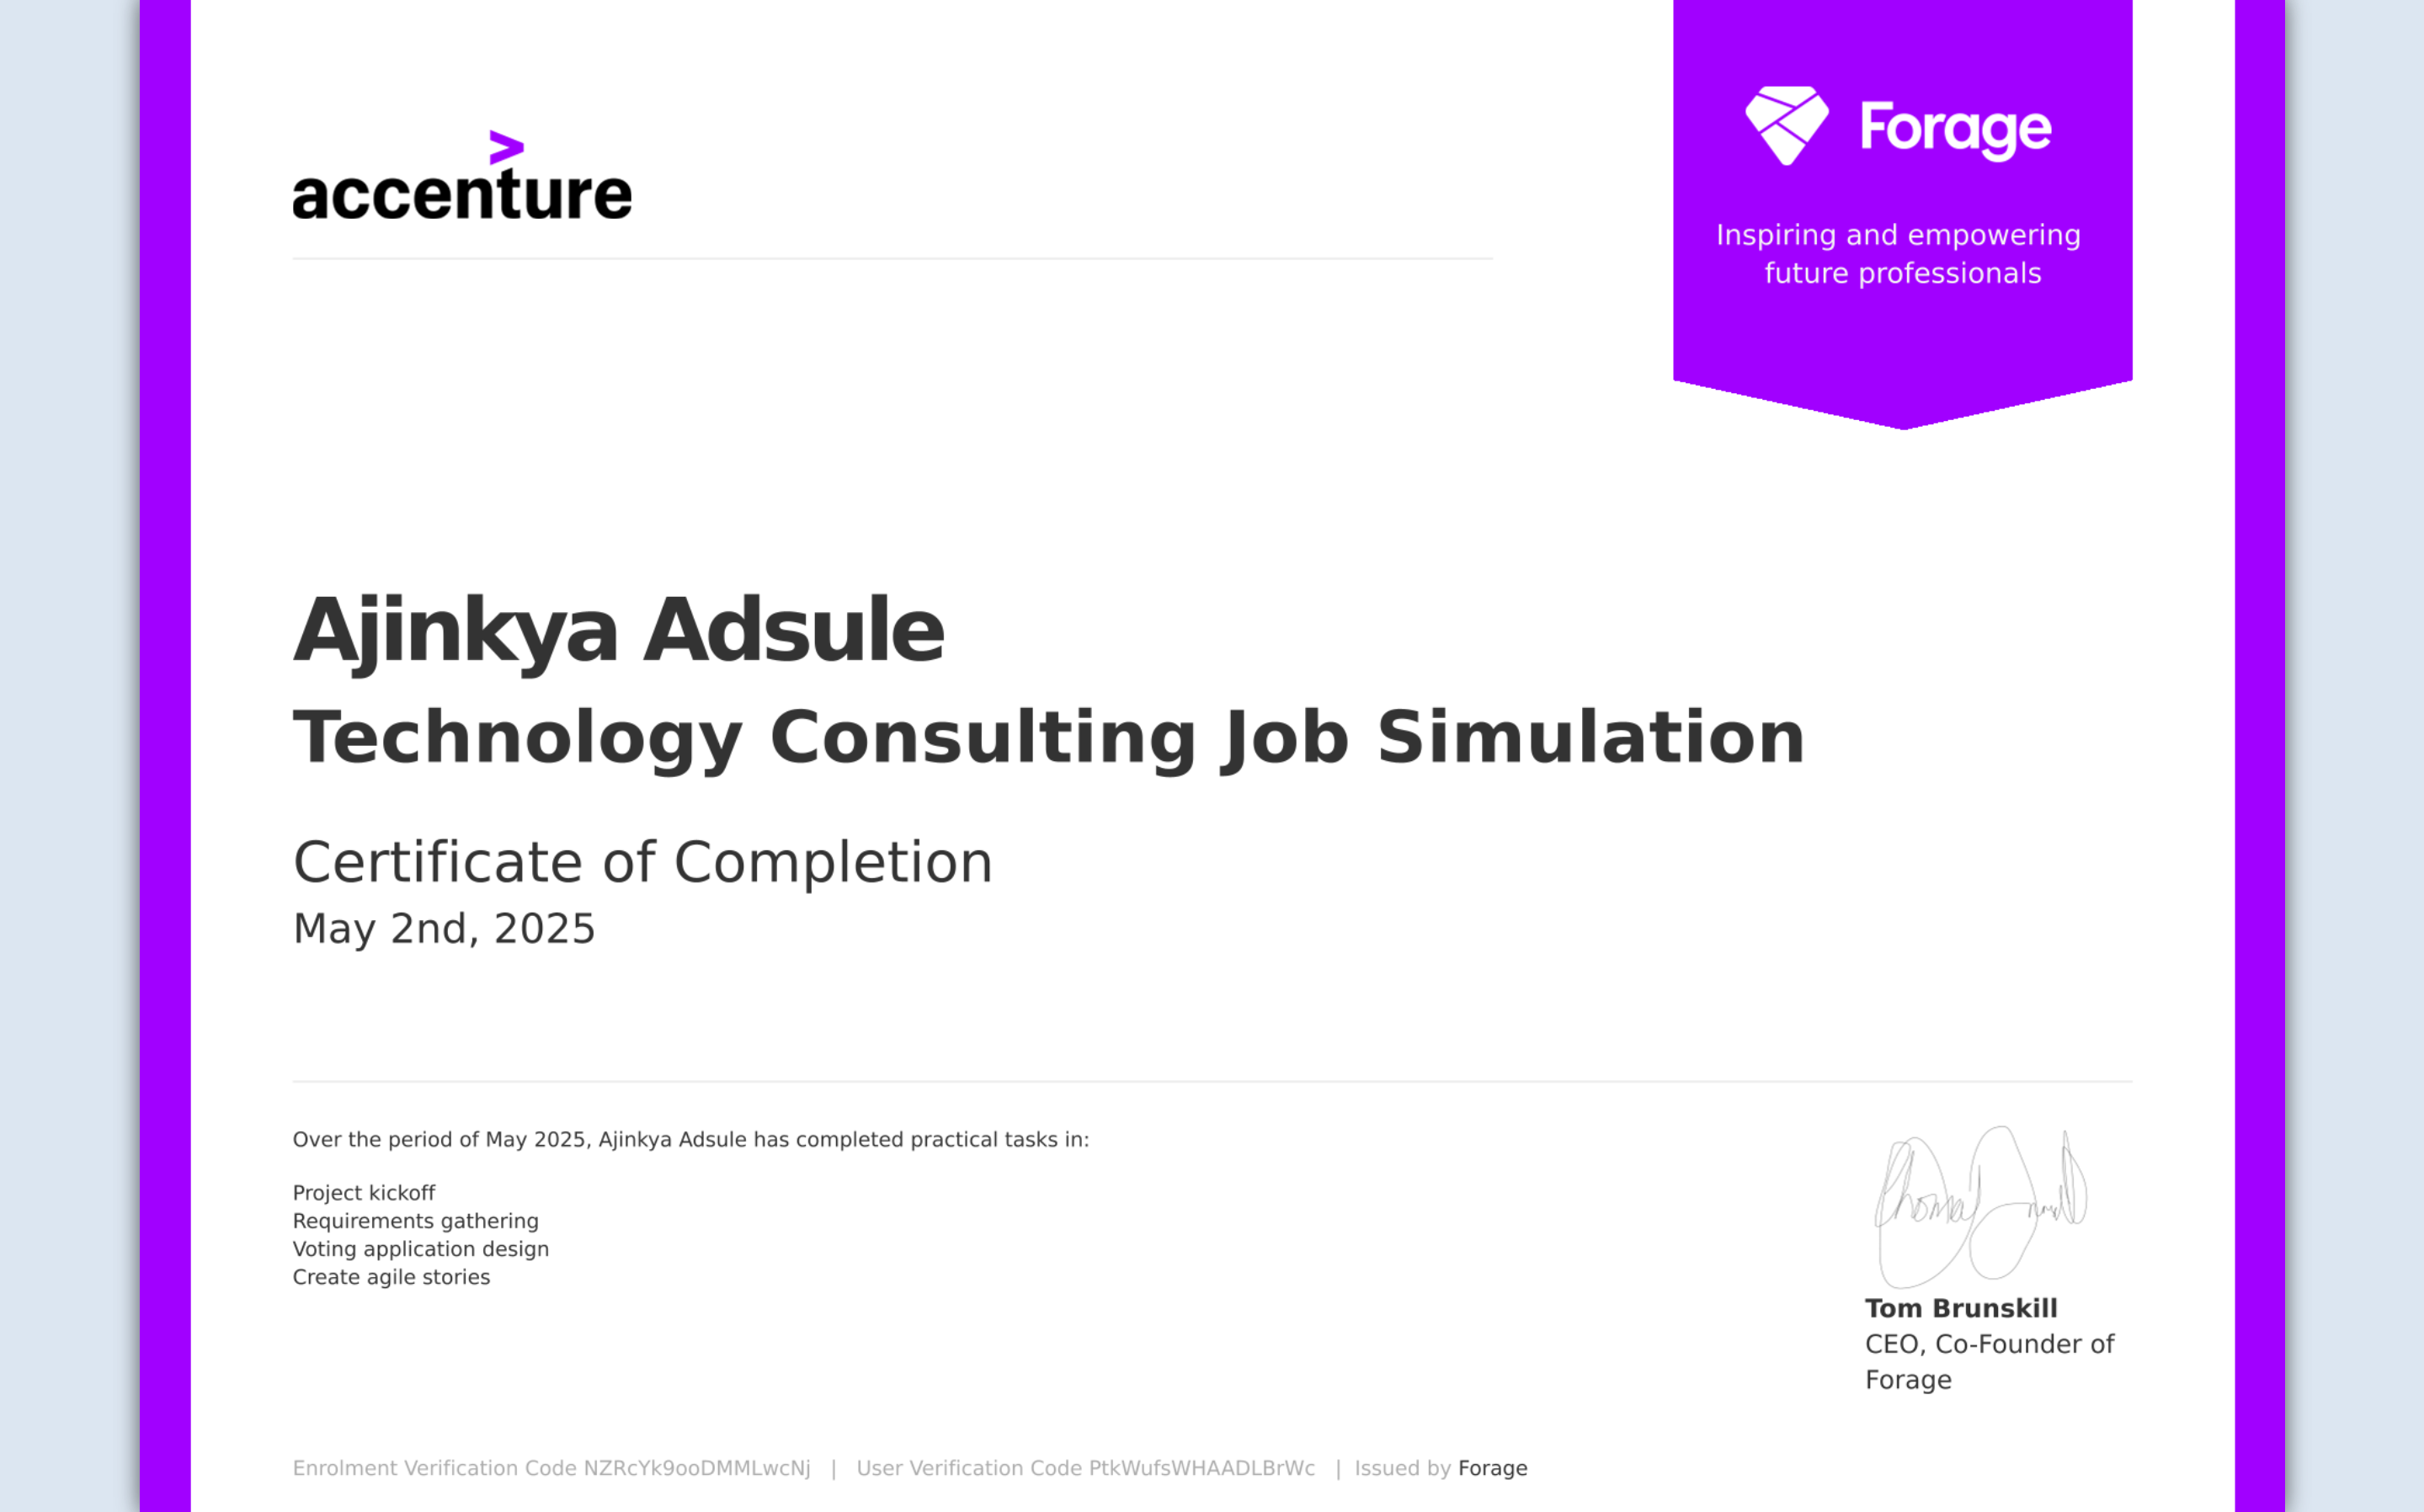 accenture
Forage
Inspiring and empowering
future professionals
Ajinkya Adsule
Technology Consulting Job Simulation
Certificate of Completion
May 2nd, 2025
Over the period of May 2025, Ajinkya Adsule has completed practical tasks in:
Project kickoff
Requirements gathering
Voting application design
Create agile stories
Tom Brunskill
CEO, Co-Founder of
Forage
Enrolment Verification Code NZRcYk9ooDMMLwcNj | User Verification Code PtkWufsWHAADLBrWc | Issued by Forage